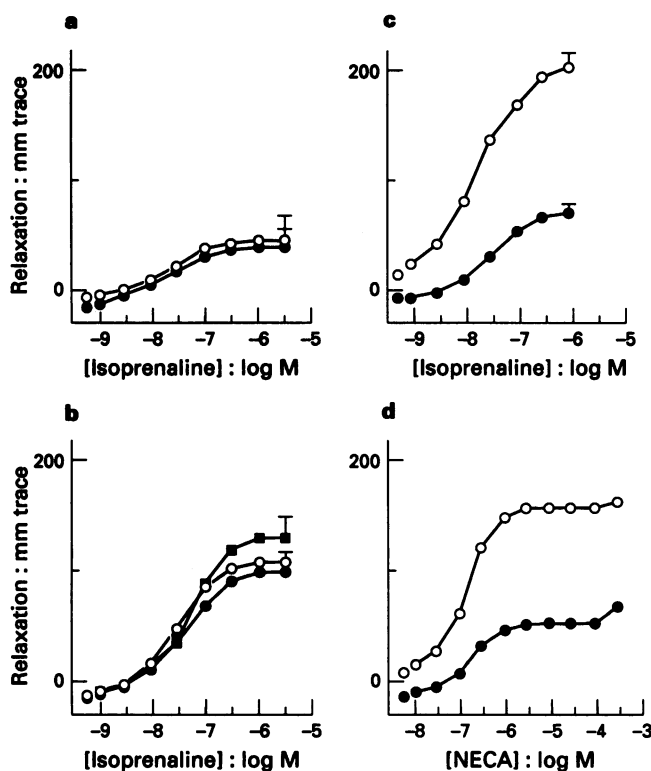 a
Relaxation : mm trace
200
0
−9 −8 −7 −6 −5
[Isoprenaline] : log M
c
200
0
−9 −8 −7 −6 −5
[Isoprenaline] : log M
b
Relaxation : mm trace
200
0
−9 −8 −7 −6 −5
[Isoprenaline] : log M
d
200
0
−8 −7 −6 −5 −4 −3
[NECA] : log M